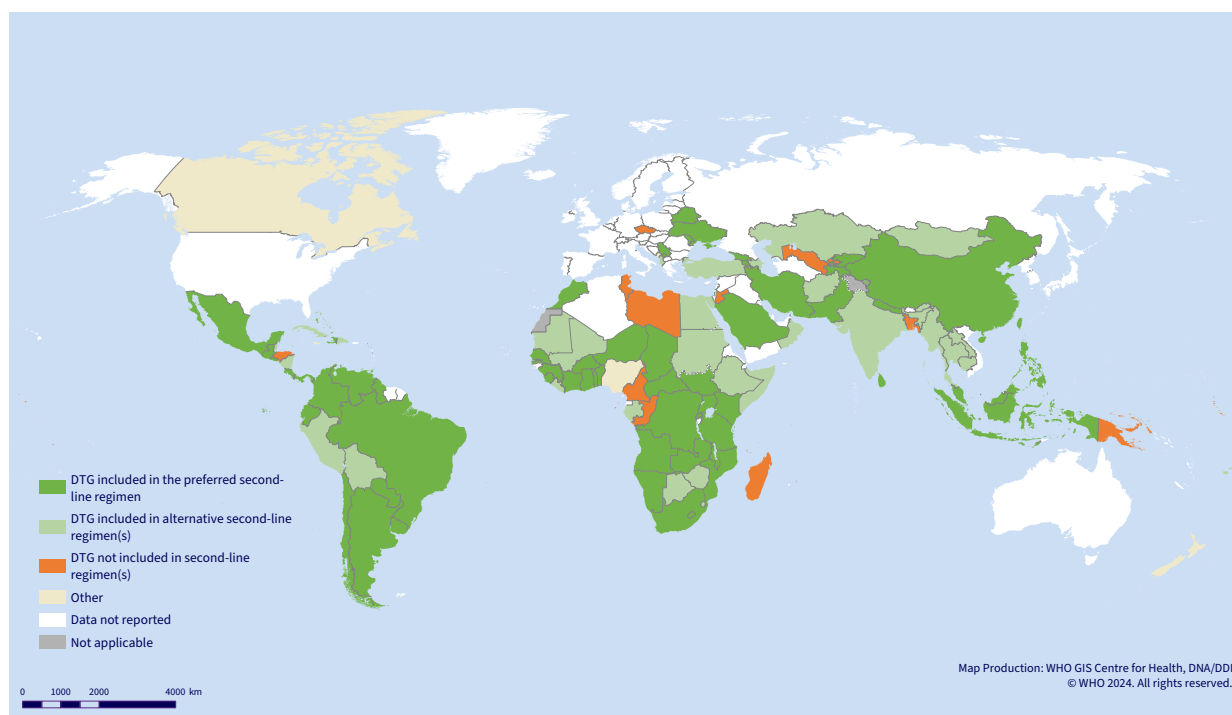 DTG included in the preferred second-
line regimen
DTG included in alternative second-line
regimen(s)
DTG not included in second-line
regimen(s)
Other
Data not reported
Not applicable
0 1000 2000 4000 km
Map Production: WHO GIS Centre for Health, DNA/DDI
© WHO 2024. All rights reserved.